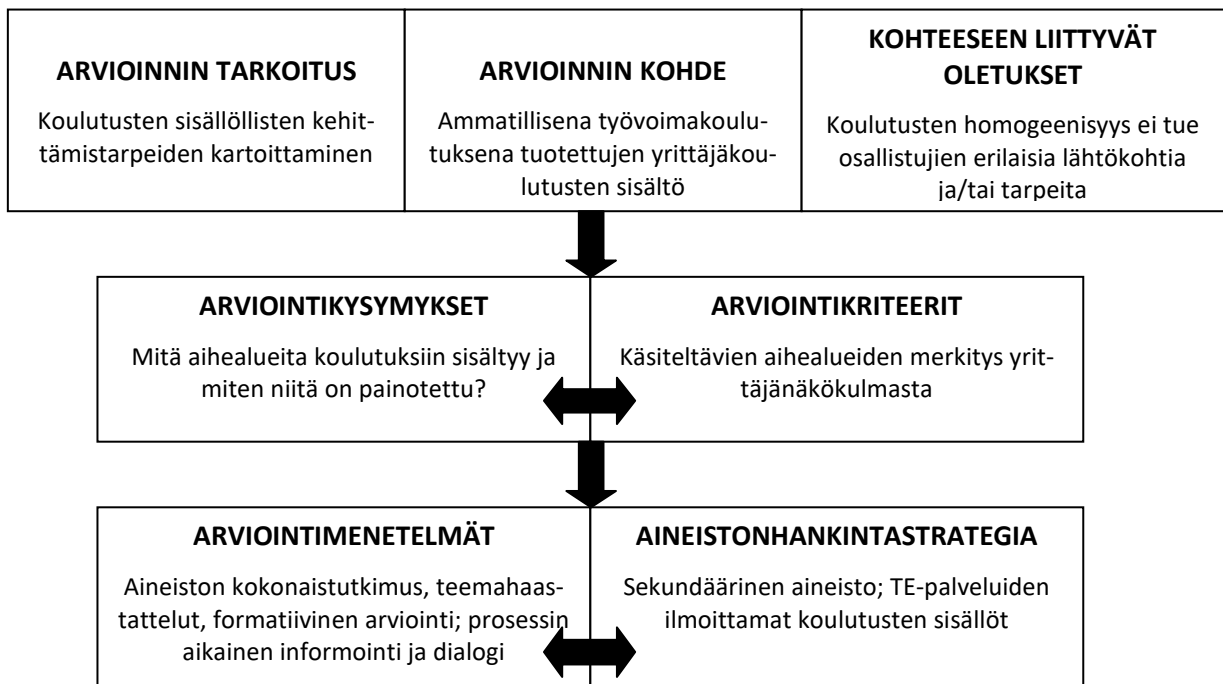 ARVIOINNIN TARKOITUS
Koulutusten sisällöllisten kehit-
tämistarpeiden kartoittaminen
ARVIOINNIN KOHDE
Ammatillisena työvoimakoulu-
tuksena tuotettujen yrittäjäkou-
lutusten sisältö
KOHTEESEEN LIITTYVÄT
OLETUKSET
Koulutusten homogeenisyys ei tue
osallistujien erilaisia lähtökohtia
ja/tai tarpeita
ARVIOINTIKYSYMYKSET
Mitä aihealueita koulutuksiin sisältyy ja
miten niitä on painotettu?
ARVIOINTIKRITEERIT
Käsiteltävien aihealueiden merkitys yrit-
täjänäkökulmasta
ARVIOINTIMENETELMÄT
Aineiston kokonaistutkimus, teemahaas-
tattelut, formatiivinen arviointi; prosessin
aikainen informointi ja dialogi
AINEISTONHANKINTASTRATEGIA
Sekundäärinen aineisto; TE-palveluiden
ilmoittamat koulutusten sisällöt